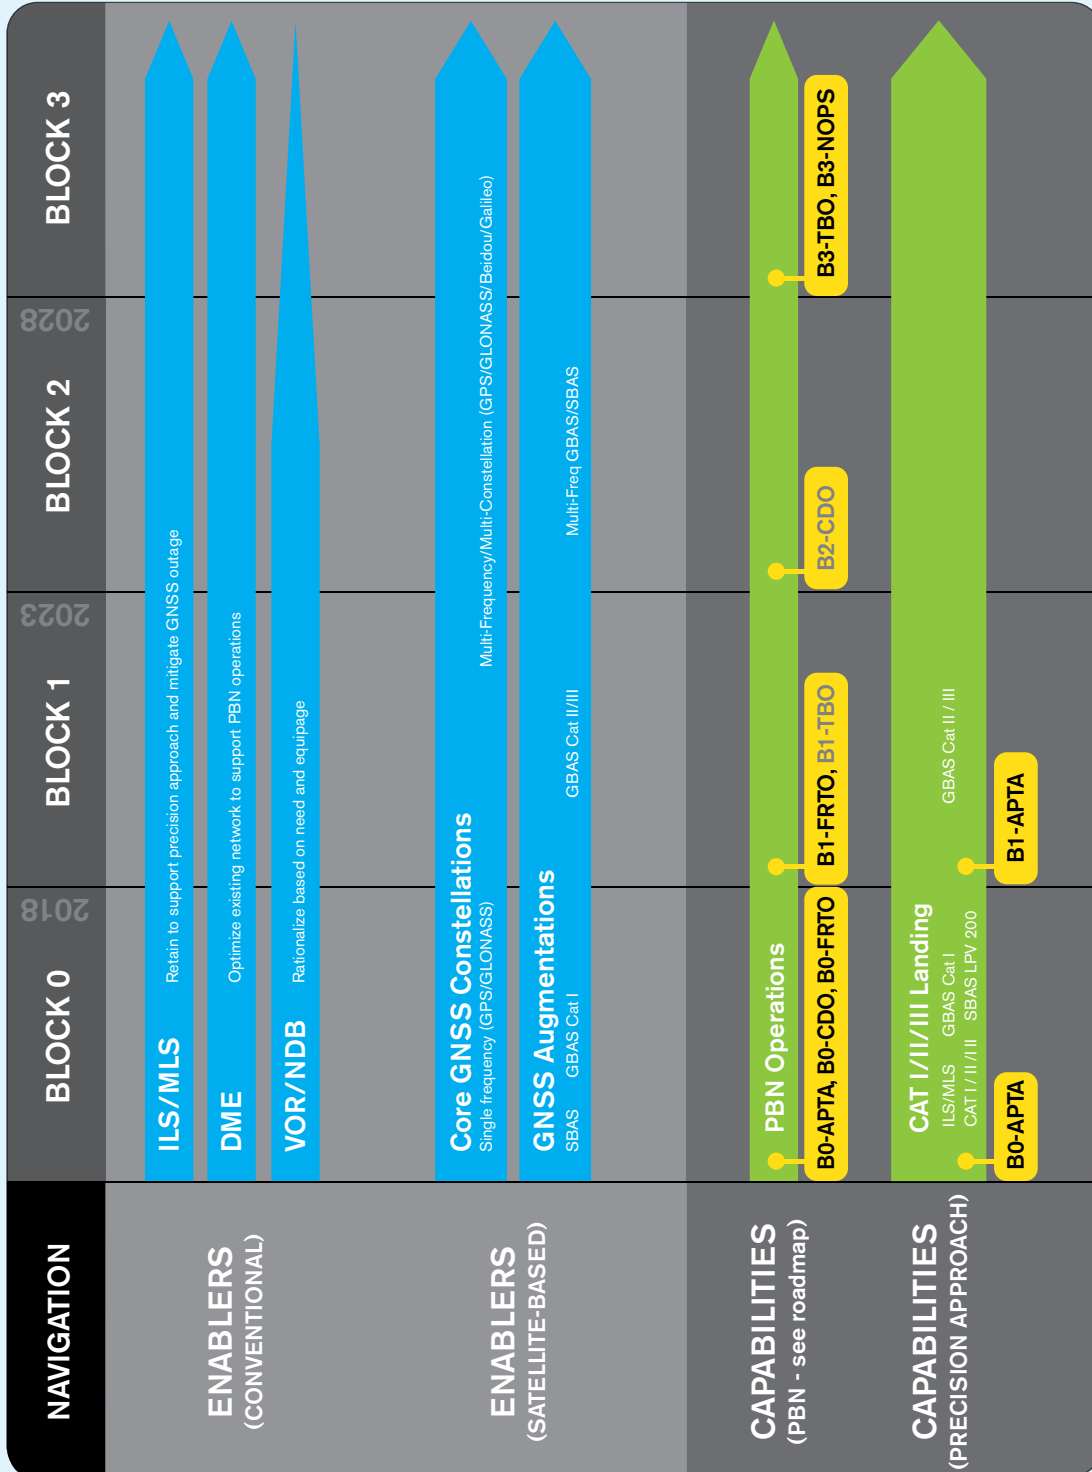 NAVIGATION
BLOCK 0
2018
BLOCK 1
2023
BLOCK 2
2028
BLOCK 3
ENABLERS
(CONVENTIONAL)
ILS/MLS
Retain to support precision approach and mitigate GNSS outage
DME
Optimize existing network to support PBN operations
VOR/NDB
Rationalize based on need and equipage
ENABLERS
(SATELLITE-BASED)
Core GNSS Constellations
Single frequency (GPS/GLONASS)
Multi-Frequency/Multi-Constellation (GPS/GLONASS/Beidou/Galileo)
GNSS Augmentations
SBAS
GBAS Cat I
GBAS Cat II/III
Multi-Freq GBAS/SBAS
CAPABILITIES
(PBN - see roadmap)
PBN Operations
B0-APTA, B0-CDO, B0-FRTO
B1-FRTO, B1-TBO
B2-CDO
B3-TBO, B3-NOPS
CAPABILITIES
(PRECISION APPROACH)
CAT I/II/III Landing
ILS/MLS
GBAS Cat I
GBAS Cat II / III
CAT I / II / III
SBAS LPV 200
B0-APTA
B1-APTA